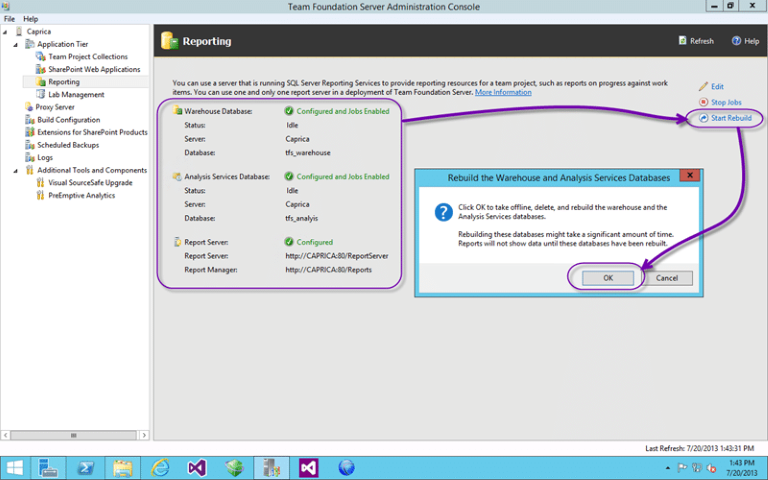 Team Foundation Server Administration Console
File Help
Caprica
Application Tier
Team Project Collections
SharePoint Web Applications
Reporting
Lab Management
Proxy Server
Build Configuration
Extensions for SharePoint Products
Scheduled Backups
Logs
Additional Tools and Components
Visual SourceSafe Upgrade
PreEmptive Analytics
Reporting
Refresh
Help
You can use a server that is running SQL Server Reporting Services to provide reporting resources for a team project, such as reports on progress against work
items. You can use one and only one report server in a deployment of Team Foundation Server. More Information
Edit
Stop Jobs
Start Rebuild
Warehouse Database: Configured and Jobs Enabled
Status: Idle
Server: Caprica
Database: tfs_warehouse
Analysis Services Database: Configured and Jobs Enabled
Status: Idle
Server: Caprica
Database: tfs_analyis
Report Server: Configured
Report Server: http://CAPRICA:80/ReportServer
Report Manager: http://CAPRICA:80/Reports
Rebuild the Warehouse and Analysis Services Databases
Click OK to take offline, delete, and rebuild the warehouse and the
Analysis Services databases.
Rebuilding these databases might take a significant amount of time.
Reports will not show data until these databases have been rebuilt.
OK Cancel
Last Refresh: 7/20/2013 1:43:31 PM
1:43 PM
7/20/2013